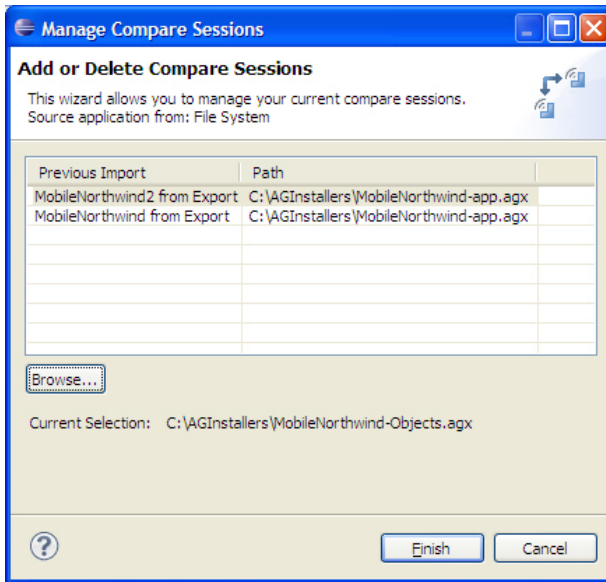 Manage Compare Sessions
Add or Delete Compare Sessions
This wizard allows you to manage your current compare sessions.
Source application from: File System
Previous Import Path
MobileNorthwind2 from Export C:\AGInstallers\MobileNorthwind-app.agx
MobileNorthwind from Export C:\AGInstallers\MobileNorthwind-app.agx
Browse...
Current Selection: C:\AGInstallers\MobileNorthwind-Objects.agx
?
Finish Cancel